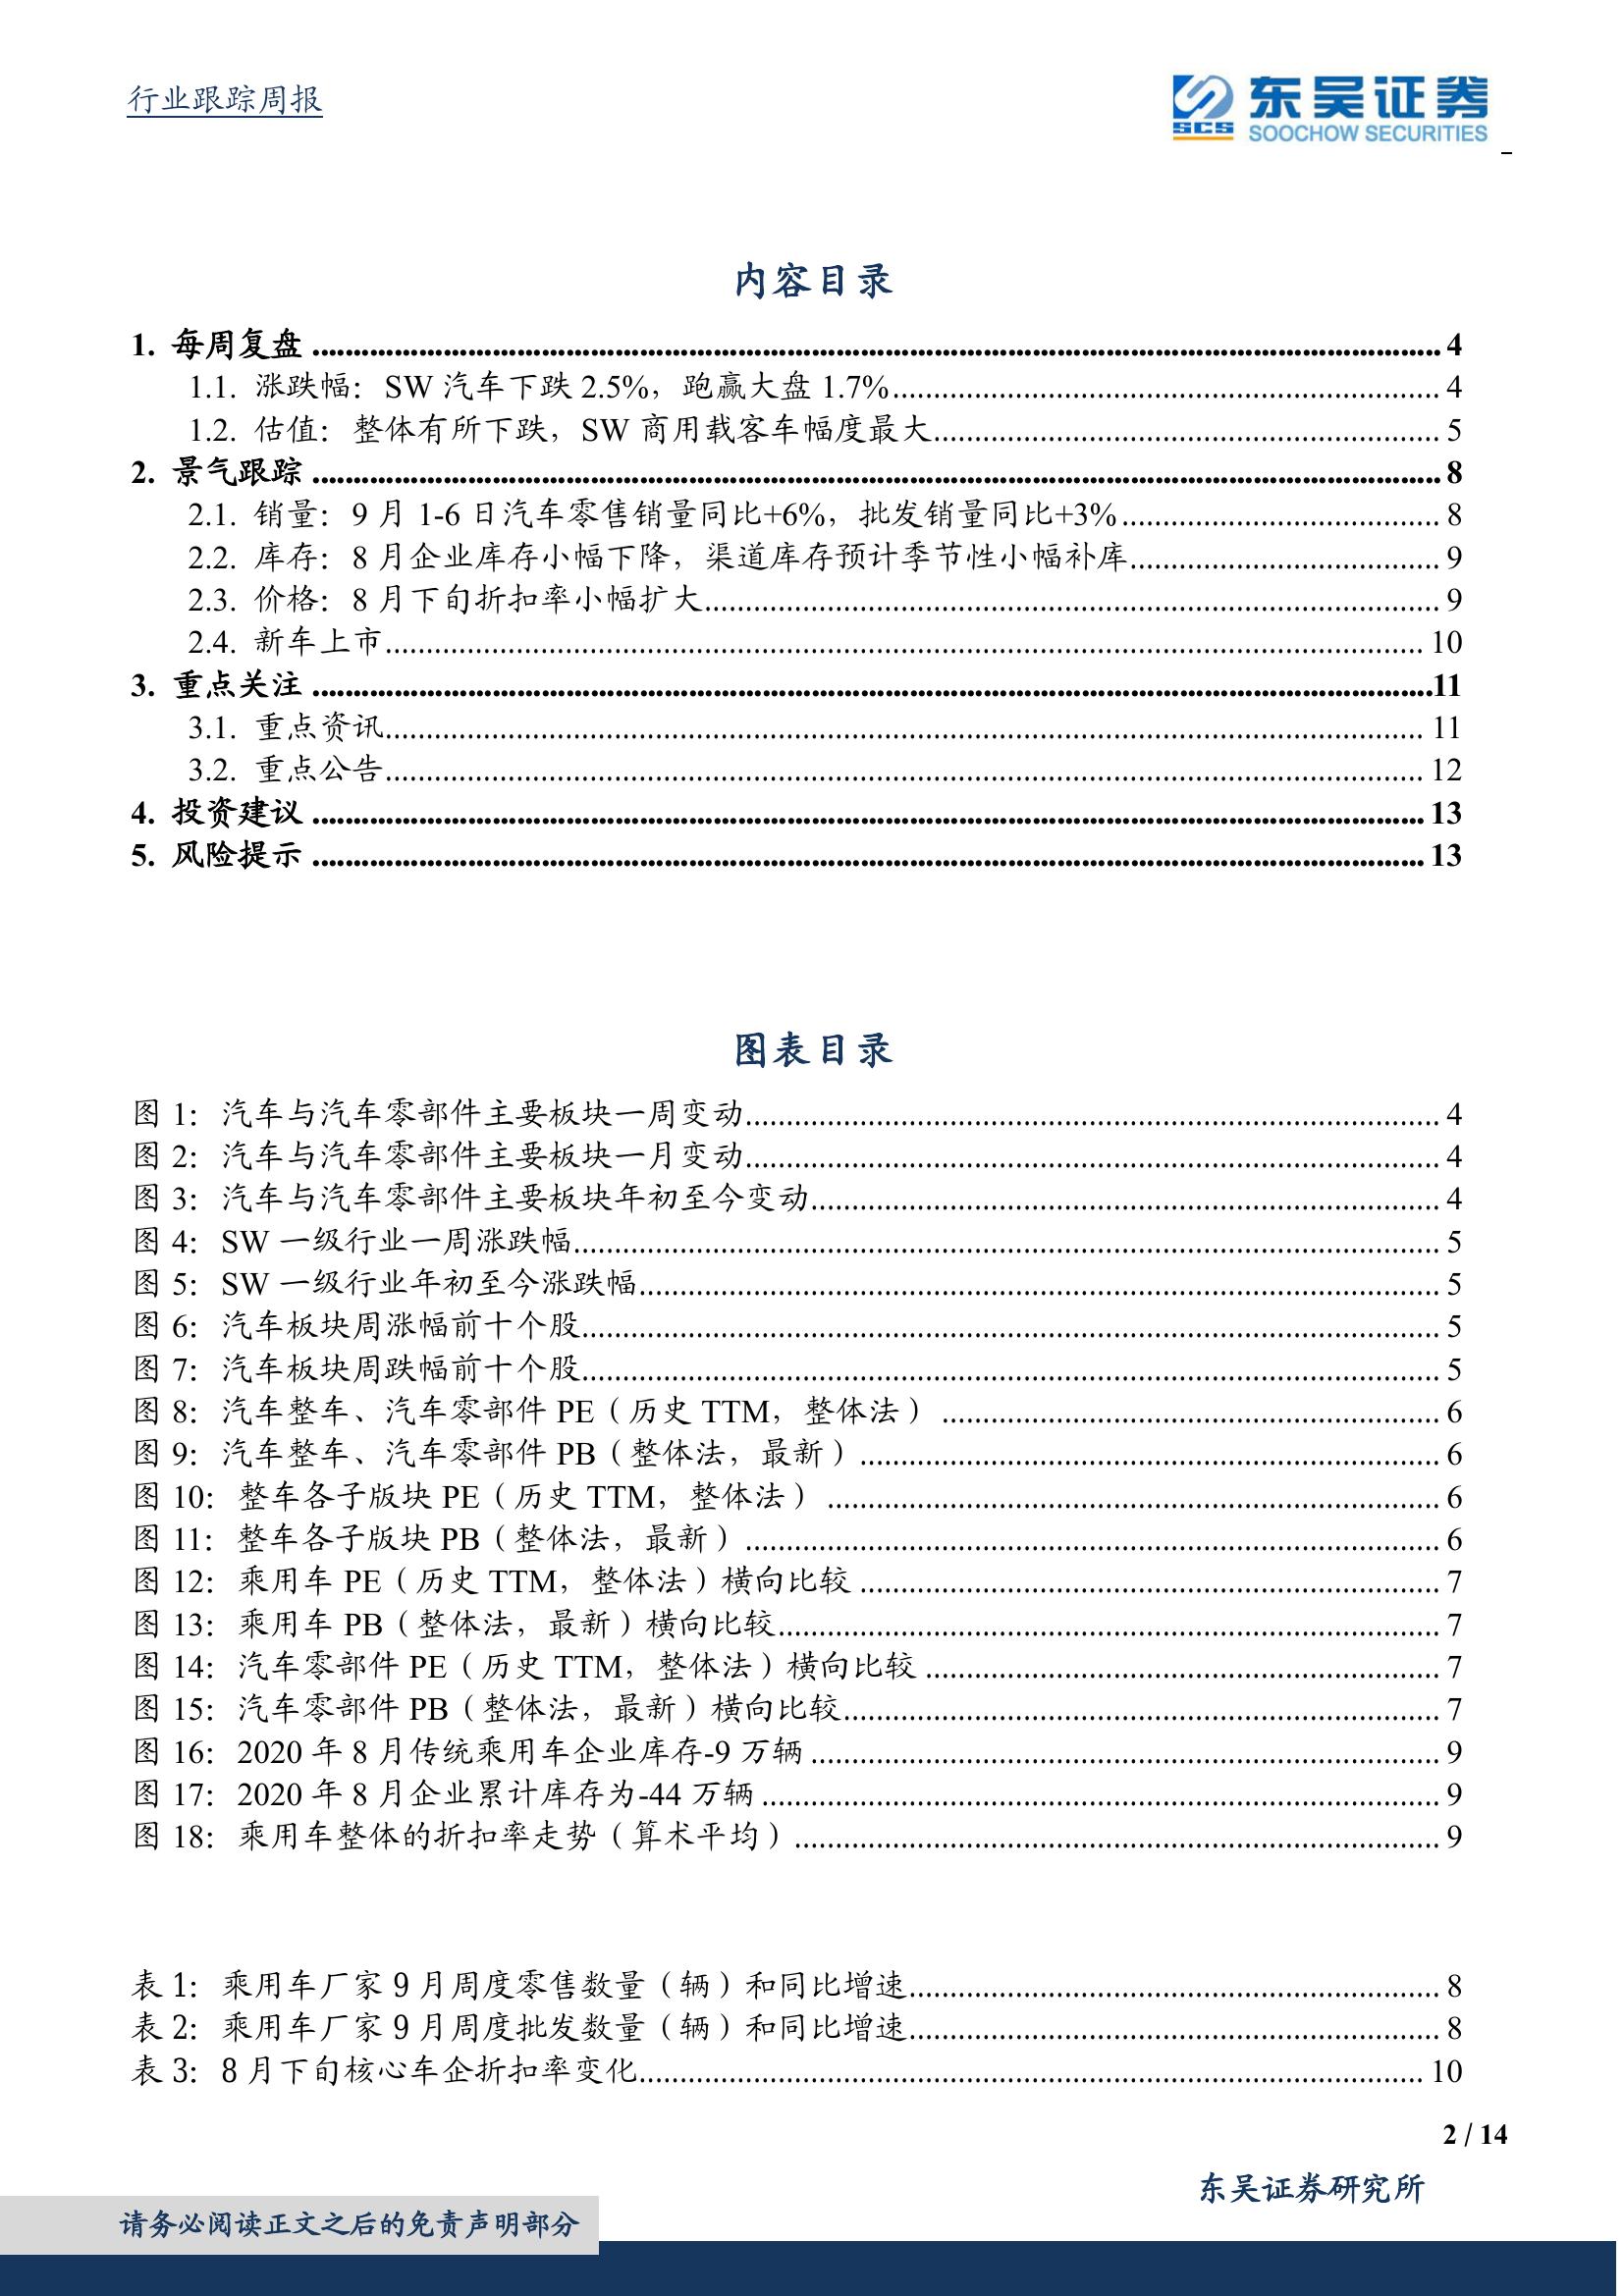 行业跟踪周报
SCS 东吴证券
SOOCHOW SECURITIES
内容目录
1. 每周复盘 ........ 4
1.1. 涨跌幅：SW 汽车下跌 2.5%，跑赢大盘 1.7% ........ 4
1.2. 估值：整体有所下跌，SW 商用载客车幅度最大 ........ 5
2. 景气跟踪 ........ 8
2.1. 销量：9 月 1-6 日汽车零售销量同比+6%，批发销量同比+3% ........ 8
2.2. 库存：8 月企业库存小幅下降，渠道库存预计季节性小幅补库 ........ 9
2.3. 价格：8 月下旬折扣率小幅扩大 ........ 9
2.4. 新车上市 ........ 10
3. 重点关注 ........ 11
3.1. 重点资讯 ........ 11
3.2. 重点公告 ........ 12
4. 投资建议 ........ 13
5. 风险提示 ........ 13
图表目录
图 1：汽车与汽车零部件主要板块一周变动 ........ 4
图 2：汽车与汽车零部件主要板块一月变动 ........ 4
图 3：汽车与汽车零部件主要板块年初至今变动 ........ 4
图 4：SW 一级行业一周涨跌幅 ........ 5
图 5：SW 一级行业年初至今涨跌幅 ........ 5
图 6：汽车板块周涨幅前十个股 ........ 5
图 7：汽车板块周跌幅前十个股 ........ 5
图 8：汽车整车、汽车零部件 PE（历史 TTM，整体法） ........ 6
图 9：汽车整车、汽车零部件 PB（整体法，最新） ........ 6
图 10：整车各子版块 PE（历史 TTM，整体法） ........ 6
图 11：整车各子版块 PB（整体法，最新） ........ 6
图 12：乘用车 PE（历史 TTM，整体法）横向比较 ........ 7
图 13：乘用车 PB（整体法，最新）横向比较 ........ 7
图 14：汽车零部件 PE（历史 TTM，整体法）横向比较 ........ 7
图 15：汽车零部件 PB（整体法，最新）横向比较 ........ 7
图 16：2020 年 8 月传统乘用车企业库存-9 万辆 ........ 9
图 17：2020 年 8 月企业累计库存为-44 万辆 ........ 9
图 18：乘用车整体的折扣率走势（算术平均） ........ 9
表 1：乘用车厂家 9 月周度零售数量（辆）和同比增速 ........ 8
表 2：乘用车厂家 9 月周度批发数量（辆）和同比增速 ........ 8
表 3：8 月下旬核心车企折扣率变化 ........ 10
2 / 14
东吴证券研究所
请务必阅读正文之后的免责声明部分